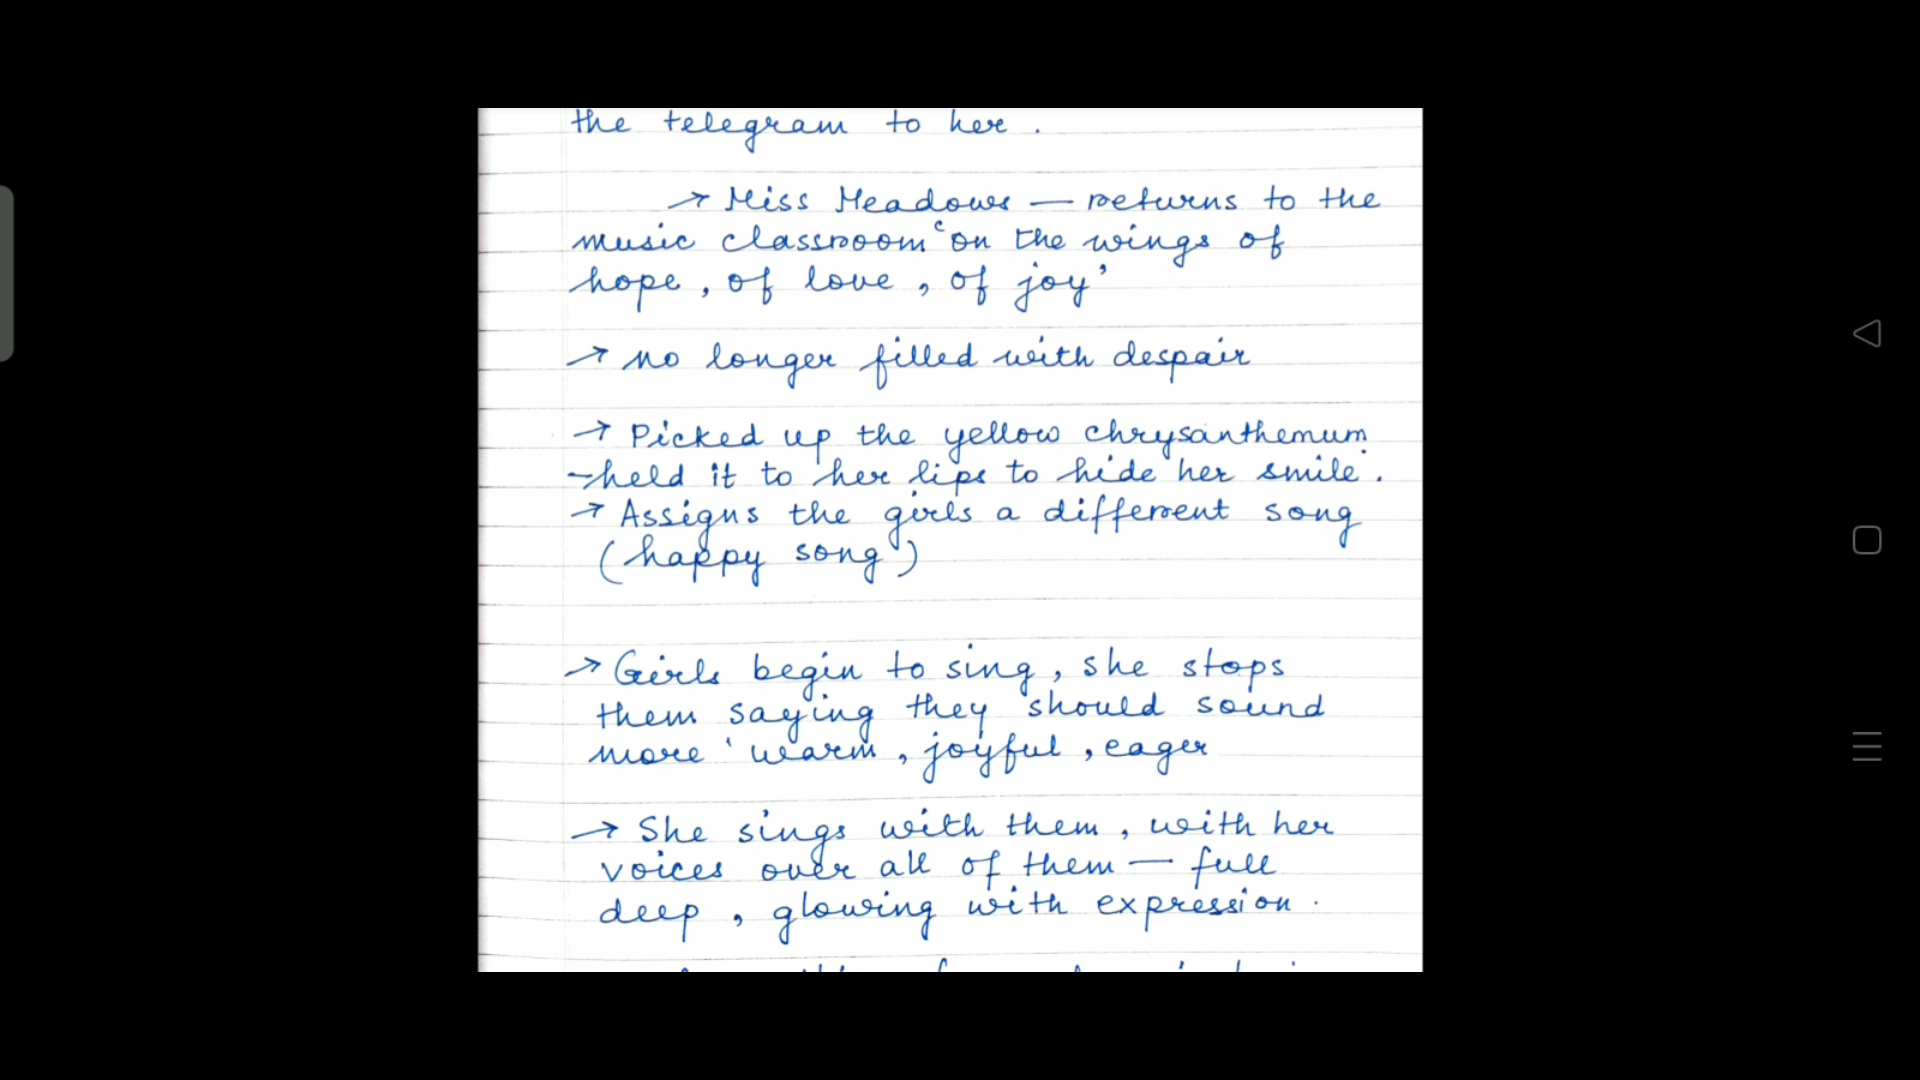 the telegram to her .
→ Miss Meadows — returns to the
music classroom 'on the wings of
hope , of love , of joy'
→ no longer filled with despair
→ Picked up the yellow chrysanthemum
→ held it to her lips to hide her smile .
→ Assigns the girls a different song
(happy song)
→ Girls begin to sing , she stops
them saying they should sound
more ' warm , joyful , eager
→ She sings with them , with her
voices over all of them — full
deep , glowing with expression .